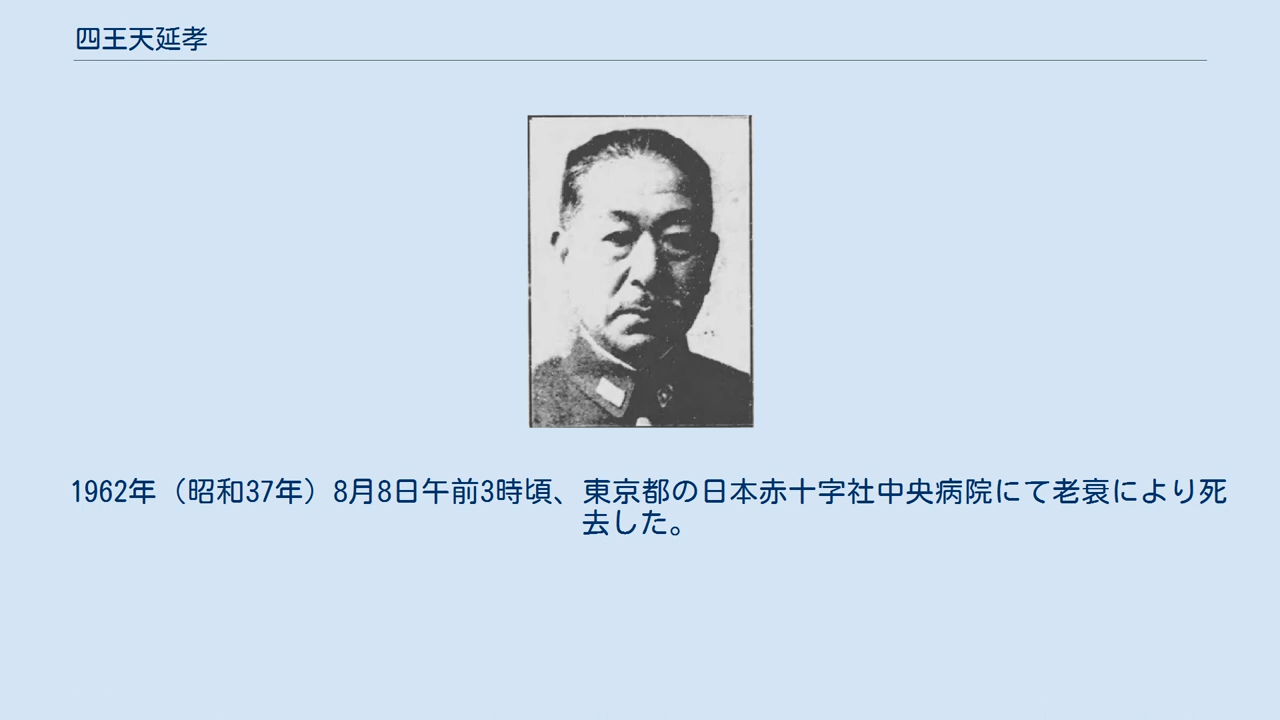 四王天延孝
1962年（昭和37年）8月8日午前3時頃、東京都の日本赤十字社中央病院にて老衰により死
去した。